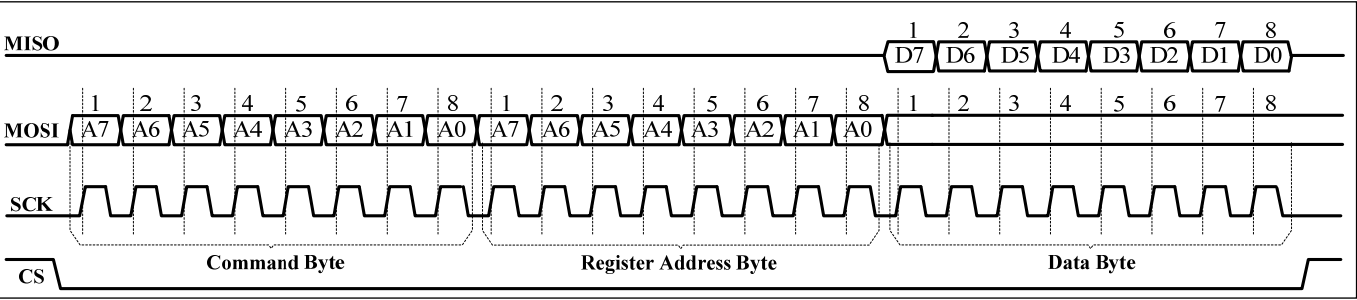 1 2 3 4 5 6 7 8
MISO D7 D6 D5 D4 D3 D2 D1 D0
1 2 3 4 5 6 7 8 1 2 3 4 5 6 7 8 1 2 3 4 5 6 7 8
MOSI A7 A6 A5 A4 A3 A2 A1 A0 A7 A6 A5 A4 A3 A2 A1 A0
SCK
Command Byte Register Address Byte Data Byte
CS